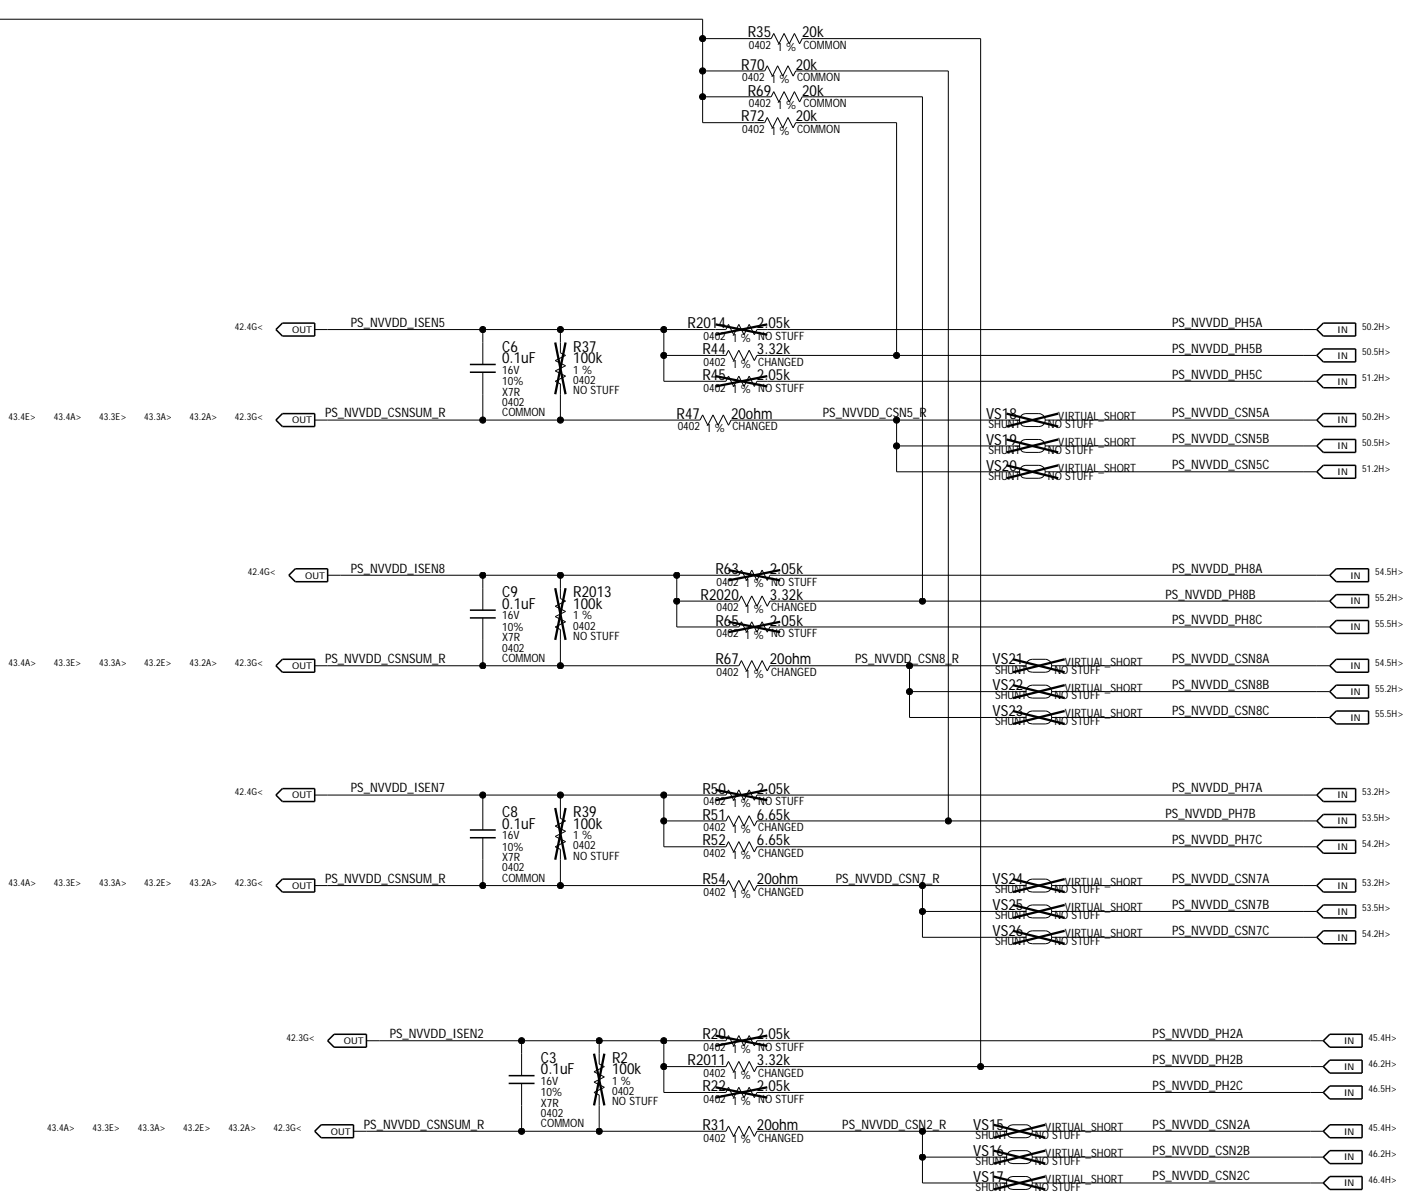 R35 20k
0402 1 % COMMON
R70 20k
0402 1 % COMMON
R69 20k
0402 1 % COMMON
R72 20k
0402 1 % COMMON
42.4G< OUT PS_NVVDD_ISEN5 R2014 2.05k PS_NVVDD_PH5A IN 50.2H>
0402 1 % NO STUFF
C6 R37 R44 3.32k PS_NVVDD_PH5B IN 50.5H>
0.1uF 100k 0402 1 % CHANGED
16V 1 % R45 2.05k PS_NVVDD_PH5C IN 51.2H>
10% 0402 0402 1 % NO STUFF
X7R NO STUFF
0402
COMMON
43.4E> 43.4A> 43.3E> 43.3A> 43.2A> 42.3G< OUT PS_NVVDD_CSNSUM_R R47 20ohm PS_NVVDD_CSN5_R VS18 VIRTUAL_SHORT PS_NVVDD_CSN5A IN 50.2H>
0402 1 % CHANGED SHUNT NO STUFF
VS19 VIRTUAL_SHORT PS_NVVDD_CSN5B IN 50.5H>
SHUNT NO STUFF
VS20 VIRTUAL_SHORT PS_NVVDD_CSN5C IN 51.2H>
SHUNT NO STUFF
42.4G< OUT PS_NVVDD_ISEN8 R63 2.05k PS_NVVDD_PH8A IN 54.5H>
0402 1 % NO STUFF
C9 R2013 R2020 3.32k PS_NVVDD_PH8B IN 55.2H>
0.1uF 100k 0402 1 % CHANGED
16V 1 % R65 2.05k PS_NVVDD_PH8C IN 55.5H>
10% 0402 0402 1 % NO STUFF
X7R NO STUFF
0402
COMMON
43.4A> 43.3E> 43.3A> 43.2E> 43.2A> 42.3G< OUT PS_NVVDD_CSNSUM_R R67 20ohm PS_NVVDD_CSN8_R VS21 VIRTUAL_SHORT PS_NVVDD_CSN8A IN 54.5H>
0402 1 % CHANGED SHUNT NO STUFF
VS22 VIRTUAL_SHORT PS_NVVDD_CSN8B IN 55.2H>
SHUNT NO STUFF
VS23 VIRTUAL_SHORT PS_NVVDD_CSN8C IN 55.5H>
SHUNT NO STUFF
42.4G< OUT PS_NVVDD_ISEN7 R50 2.05k PS_NVVDD_PH7A IN 53.2H>
0402 1 % NO STUFF
C8 R39 R51 6.65k PS_NVVDD_PH7B IN 53.5H>
0.1uF 100k 0402 1 % CHANGED
16V 1 % R52 6.65k PS_NVVDD_PH7C IN 54.2H>
10% 0402 0402 1 % CHANGED
X7R NO STUFF
0402
COMMON
43.4A> 43.3E> 43.3A> 43.2E> 43.2A> 42.3G< OUT PS_NVVDD_CSNSUM_R R54 20ohm PS_NVVDD_CSN7_R VS24 VIRTUAL_SHORT PS_NVVDD_CSN7A IN 53.2H>
0402 1 % CHANGED SHUNT NO STUFF
VS25 VIRTUAL_SHORT PS_NVVDD_CSN7B IN 53.5H>
SHUNT NO STUFF
VS26 VIRTUAL_SHORT PS_NVVDD_CSN7C IN 54.2H>
SHUNT NO STUFF
42.3G< OUT PS_NVVDD_ISEN2 R20 2.05k PS_NVVDD_PH2A IN 45.4H>
0402 1 % NO STUFF
C3 R2 R2011 3.32k PS_NVVDD_PH2B IN 46.2H>
0.1uF 100k 0402 1 % CHANGED
16V 1 % R22 2.05k PS_NVVDD_PH2C IN 46.5H>
10% 0402 0402 1 % NO STUFF
X7R NO STUFF
0402
COMMON
43.4A> 43.3E> 43.3A> 43.2E> 43.2A> 42.3G< OUT PS_NVVDD_CSNSUM_R R31 20ohm PS_NVVDD_CSN2_R VS15 VIRTUAL_SHORT PS_NVVDD_CSN2A IN 45.4H>
0402 1 % CHANGED SHUNT NO STUFF
VS16 VIRTUAL_SHORT PS_NVVDD_CSN2B IN 46.2H>
SHUNT NO STUFF
VS17 VIRTUAL_SHORT PS_NVVDD_CSN2C IN 46.4H>
SHUNT NO STUFF